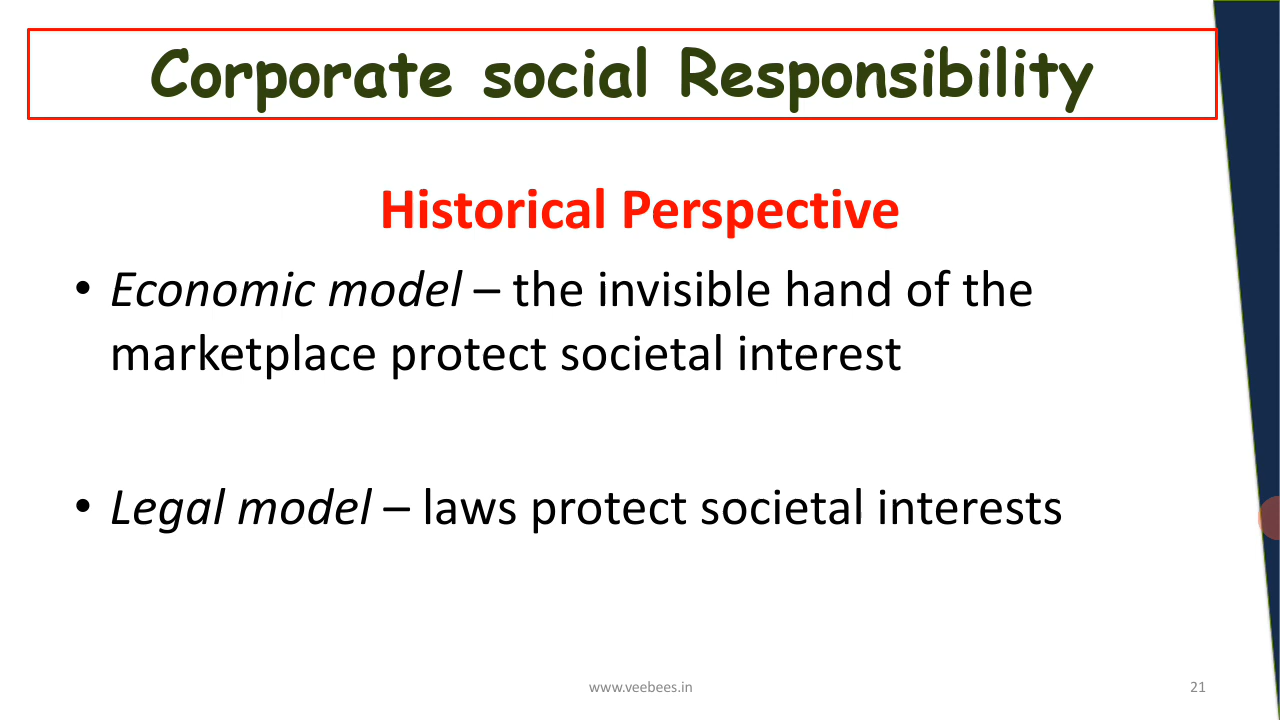 Corporate social Responsibility
Historical Perspective
• Economic model – the invisible hand of the
marketplace protect societal interest
• Legal model – laws protect societal interests
www.veebees.in
21